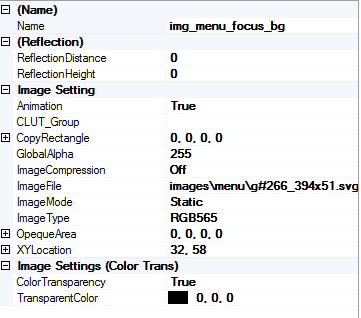 (Name)
Name img_menu_focus_bg
(Reflection)
ReflectionDistance 0
ReflectionHeight 0
Image Setting
Animation True
CLUT_Group
CopyRectangle 0, 0, 0, 0
GlobalAlpha 255
ImageCompression Off
ImageFile images\menu\g#266_394x51.svg
ImageMode Static
ImageType RGB565
OpequeArea 0, 0, 0, 0
XYLocation 32, 58
Image Settings (Color Trans)
ColorTransparency True
TransparentColor 0, 0, 0